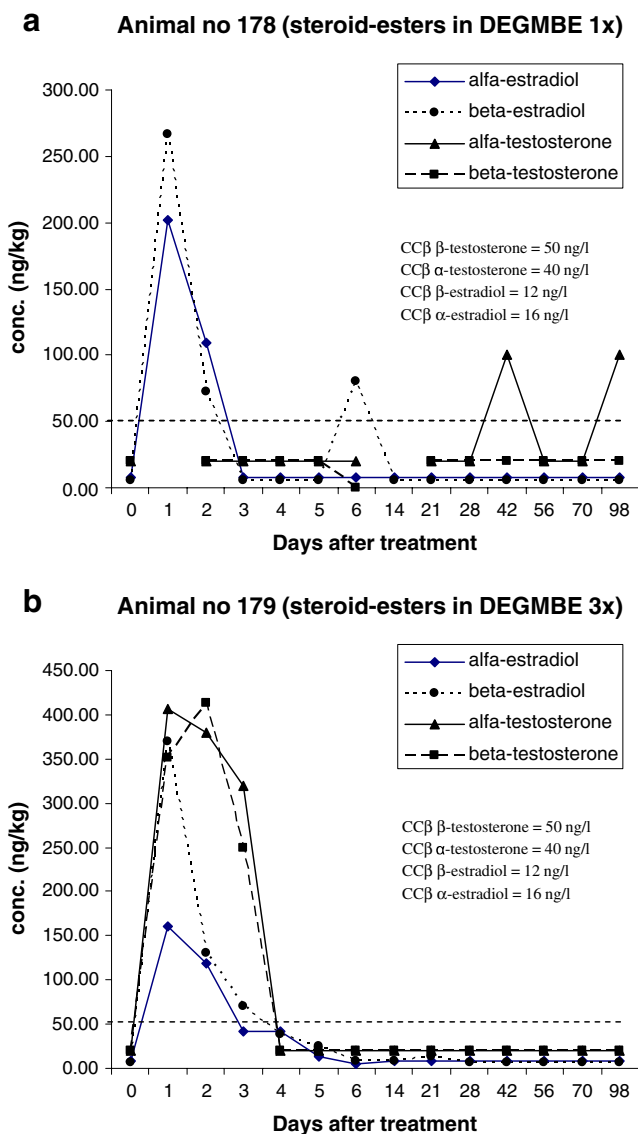 a Animal no 178 (steroid-esters in DEGMBE 1x)
300.00
250.00
200.00
150.00
100.00
50.00
0.00
conc. (ng/kg)
alfa-estradiol
beta-estradiol
alfa-testosterone
beta-testosterone
CCβ β-testosterone = 50 ng/l
CCβ α-testosterone = 40 ng/l
CCβ β-estradiol = 12 ng/l
CCβ α-estradiol = 16 ng/l
0 1 2 3 4 5 6 14 21 28 42 56 70 98
Days after treatment
b Animal no 179 (steroid-esters in DEGMBE 3x)
450.00
400.00
350.00
300.00
250.00
200.00
150.00
100.00
50.00
0.00
conc. (ng/kg)
alfa-estradiol
beta-estradiol
alfa-testosterone
beta-testosterone
CCβ β-testosterone = 50 ng/l
CCβ α-testosterone = 40 ng/l
CCβ β-estradiol = 12 ng/l
CCβ α-estradiol = 16 ng/l
0 1 2 3 4 5 6 14 21 28 42 56 70 98
Days after treatment